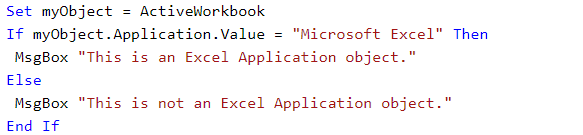 Set myObject = ActiveWorkbook
If myObject.Application.Value = "Microsoft Excel" Then
 MsgBox "This is an Excel Application object."
Else
 MsgBox "This is not an Excel Application object."
End If